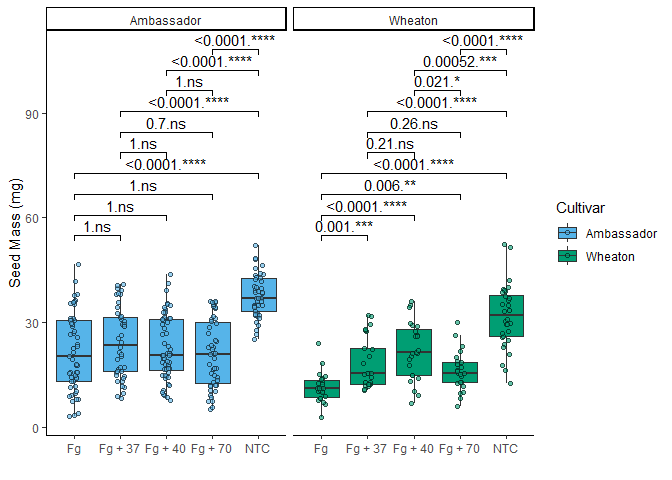 Ambassador
Wheaton
<0.0001.****
<0.0001.****
1.ns
<0.0001.****
0.7.ns
1.ns
<0.0001.****
1.ns
1.ns
1.ns
<0.0001.****
0.00052.***
0.021.*
<0.0001.****
0.26.ns
0.21.ns
<0.0001.****
0.006.**
<0.0001.****
0.001.***
Seed Mass (mg)
90
60
30
0
Fg
Fg + 37
Fg + 40
Fg + 70
NTC
Fg
Fg + 37
Fg + 40
Fg + 70
NTC
Cultivar
Ambassador
Wheaton